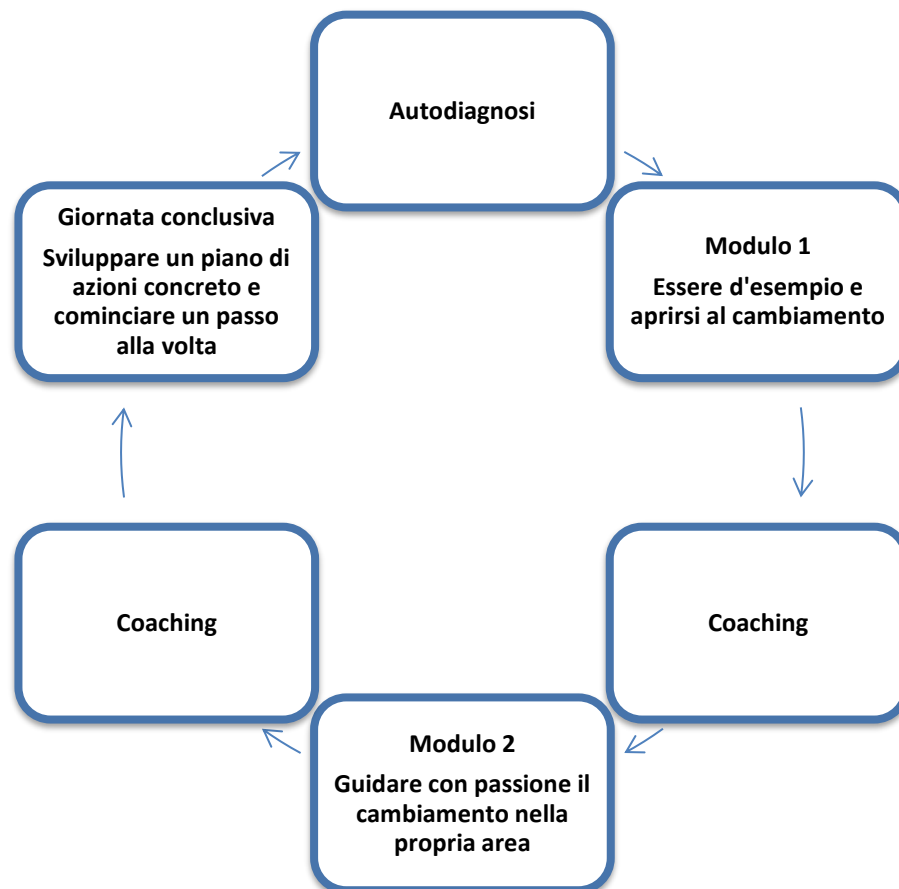 Autodiagnosi
Modulo 1
Essere d'esempio e
aprirsi al cambiamento
Coaching
Modulo 2
Guidare con passione il
cambiamento nella
propria area
Coaching
Giornata conclusiva
Sviluppare un piano di
azioni concreto e
cominciare un passo
alla volta